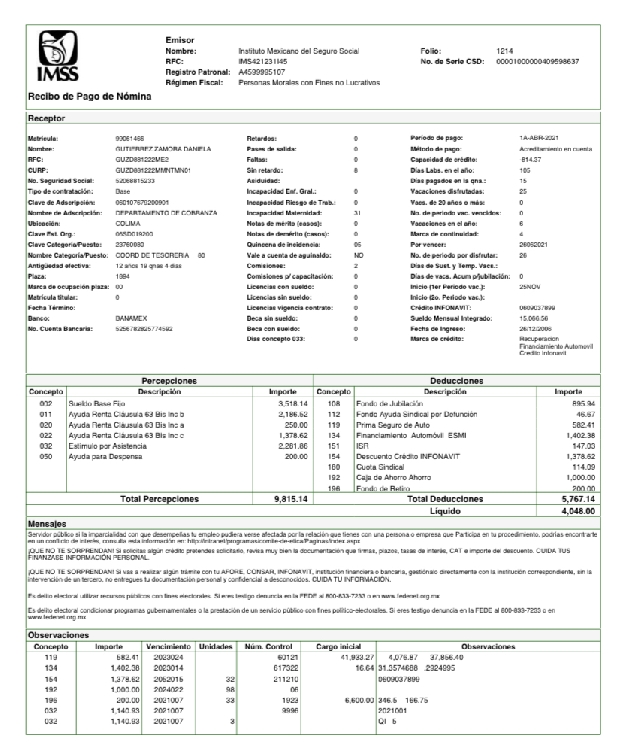 IMSS
Emisor
Nombre: Instituto Mexicano del Seguro Social Folio: 1214
RFC: IMS421231I45 No. de Serie CSD: 00001000000409598637
Registro Patronal: A4599995107
Régimen Fiscal: Personas Morales con Fines no Lucrativos
Recibo de Pago de Nómina
Receptor
Matrícula: 99061466 Retardos: 0 Periodo de pago: 1A-ABR-2021
Nombre: GUTIERREZ ZAMORA DANIELA Pases de salida: 0 Método de pago: Acreditamiento en cuenta
RFC: GUZD881222ME2 Faltas: 0 Capacidad de crédito: -814.37
CURP: GUZD881222MMNTMN01 Sin retardo: 8 Días Labs. en el año: 105
No. Seguridad Social: 52068815233 Asiduidad: Días pagados en la qna.: 15
Tipo de contratación: Base Incapacidad Enf. Gral.: 0 Vacaciones disfrutadas: 25
Clave de Adscripción: Incapacidad Riesgo de Trab.: 0 Vacs. de 20 años o más: 0
Nombre de Adscripción: DEPARTAMENTO DE COBRANZA Incapacidad Maternidad: 31 No. de periodo vac. vencidos: 0
Ubicación: COLIMA Notas de mérito (casos): 0 Vacaciones en el año: 6
Clave Ext. Org.: Notas de demérito (casos): 0 Marca de continuidad: 4
Clave Categoría/Puesto: 23760080 Quincena de incidencia: 05 Por vencer: 26092021
Nombre Categoría/Puesto: COORD DE TESORERIA 80 Vale a cuenta de aguinaldo: NO No. de periodo por disfrutar: 26
Antigüedad efectiva: 12 años 19 qnas 4 días Comisiones: 2 Días de Sust. y Temp. Vacs.:
Plaza: 1894 Comisiones p/ capacitación: 0 Días de vacs. Acum p/jubilación: 0
Marca de ocupación plaza: 00 Licencias con sueldo: 0 Inicio (1er Periodo vac.): 25NOV
Matrícula titular: 0 Licencias sin sueldo: 0 Inicio (2o. Periodo vac.):
Fecha Término: Licencias vigencia contrato: 0 Crédito INFONAVIT: 0609037899
Banco: BANAMEX Beca sin sueldo: 0 Sueldo Mensual Integrado: 15,066.56
No. Cuenta Bancaria: 5256782825774592 Beca con sueldo: 0 Fecha de Ingreso: 26/12/2006
Días concepto 033: 0 Marca de crédito: Recuperación
Financiamiento Automóvil
Crédito Infonavit
Percepciones Deducciones
Concepto Descripción Importe Concepto Descripción Importe
002 Sueldo Base Fijo 3,518.14 108 Fondo de Jubilación 895.94
011 Ayuda Renta Cláusula 63 Bis Inc b 2,186.52 112 Fondo Ayuda Sindical por Defunción 46.67
020 Ayuda Renta Cláusula 63 Bis Inc a 250.00 119 Prima Seguro de Auto 582.41
022 Ayuda Renta Cláusula 63 Bis Inc c 1,378.62 134 Financiamiento Automóvil ESMI 1,402.38
032 Estímulo por Asistencia 2,281.86 151 ISR 147.03
050 Ayuda para Despensa 200.00 154 Descuento Crédito INFONAVIT 1,378.62
180 Cuota Sindical 114.09
192 Caja de Ahorro Ahorro 1,000.00
196 Fondo de Retiro 200.00
Total Percepciones 9,815.14 Total Deducciones 5,767.14
Líquido 4,048.00
Mensajes
Servidor público si la imparcialidad con que desempeñas tu empleo pudiera verse afectada por la relación que tienes con una persona o empresa que Participa en tu procedimiento, podrías encontrarte
en un conflicto de interés, consulta esta información en: http://intranet/programas/comite-de-etica/Paginas/index.aspx
¡QUE NO TE SORPRENDAN! Si solicitas algún crédito pretendes solicitarlo, revisa muy bien la documentación que firmas, plazos, tasas de interés, CAT e importe del descuento. CUIDA TUS
FINANZAS E INFORMACIÓN PERSONAL.
¡QUE NO TE SORPRENDAN! Si vas a realizar algún trámite con tu AFORE, CONSAR, INFONAVIT, institución financiera o bancaria, gestiónalo directamente con la institución correspondiente, sin la
intervención de un tercero, no entregues tu documentación personal y confidencial a desconocidos. CUIDA TU INFORMACIÓN.
Es delito electoral utilizar recursos públicos con fines electorales. Si eres testigo denuncia en la FEDE al 800-833-7233 o en www.fedenet.org.mx
Es delito electoral condicionar programas gubernamentales o la prestación de un servicio público con fines político-electorales. Si eres testigo denuncia en la FEDE al 800-833-7233 o en
www.fedenet.org.mx
Observaciones
Concepto Importe Vencimiento Unidades Núm. Control Cargo inicial Observaciones
119 582.41 2023024 60121 41,933.27 4,076.87 37,856.40
134 1,402.38 2023014 617322 16.64 31.3574688 .2924995
154 1,378.62 2052015 32 211210 0609037899
192 1,000.00 2024022 98 06
196 200.00 2021007 33 1923 6,600.00 346.5 166.75
032 1,140.93 2021007 9996 2021001
032 1,140.93 2021007 3 QI 5